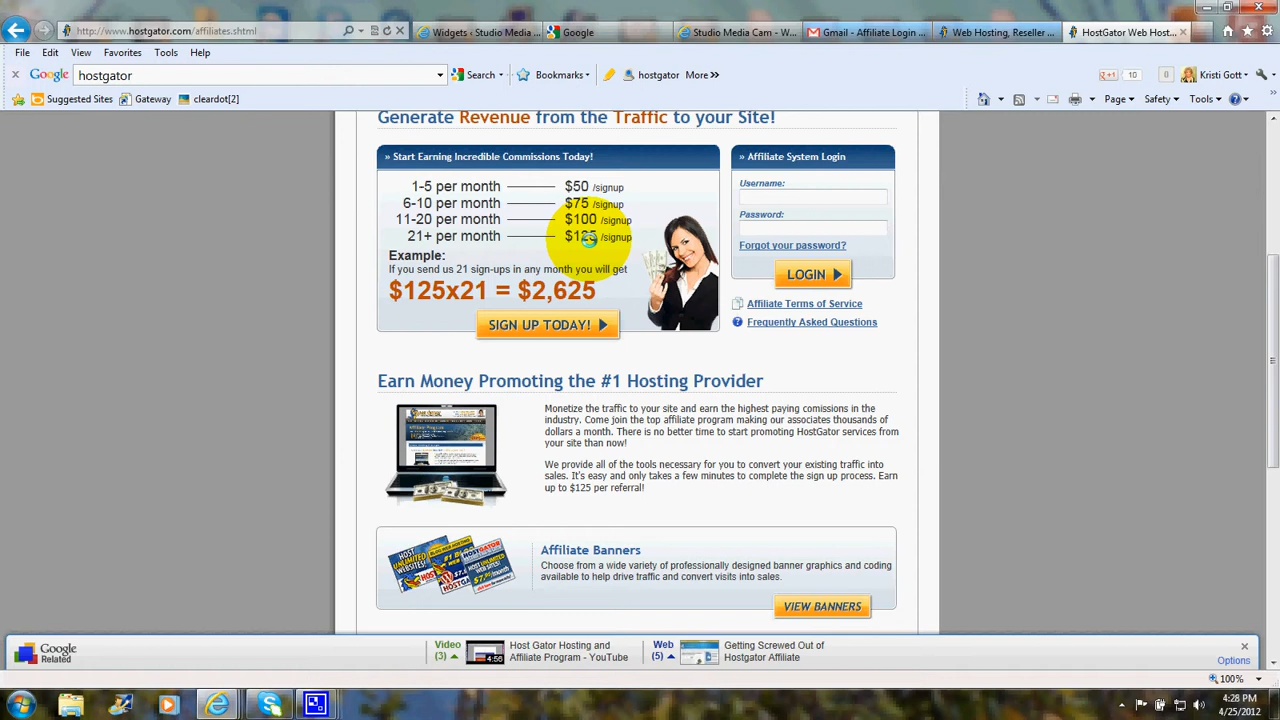 http://www.hostgator.com/affiliates.shtml
Widgets ‹ Studio Media ...
Google
Studio Media Cam - W...
Gmail - Affiliate Login ...
Web Hosting, Reseller ...
HostGator Web Host...
File Edit View Favorites Tools Help
Google hostgator Search Bookmarks hostgator More »
+1 10 0 Kristi Gott
Suggested Sites Gateway cleardot[2]
Page Safety Tools
Generate Revenue from the Traffic to your Site!
» Start Earning Incredible Commissions Today!
1-5 per month $50 /signup
6-10 per month $75 /signup
11-20 per month $100 /signup
21+ per month $125 /signup
Example:
If you send us 21 sign-ups in any month you will get
$125x21 = $2,625
SIGN UP TODAY!
» Affiliate System Login
Username:
Password:
Forgot your password?
LOGIN
Affiliate Terms of Service
Frequently Asked Questions
Earn Money Promoting the #1 Hosting Provider
Monetize the traffic to your site and earn the highest paying comissions in the
industry. Come join the top affiliate program making our associates thousands of
dollars a month. There is no better time to start promoting HostGator services from
your site than now!
We provide all of the tools necessary for you to convert your existing traffic into
sales. It's easy and only takes a few minutes to complete the sign up process. Earn
up to $125 per referral!
Affiliate Banners
Choose from a wide variety of professionally designed banner graphics and coding
available to help drive traffic and convert visits into sales.
VIEW BANNERS
Google
Related
Video
(3)
4:56
Host Gator Hosting and
Affiliate Program - YouTube
Web
(5)
Getting Screwed Out of
Hostgator Affiliate
Options
100%
4:28 PM
4/25/2012